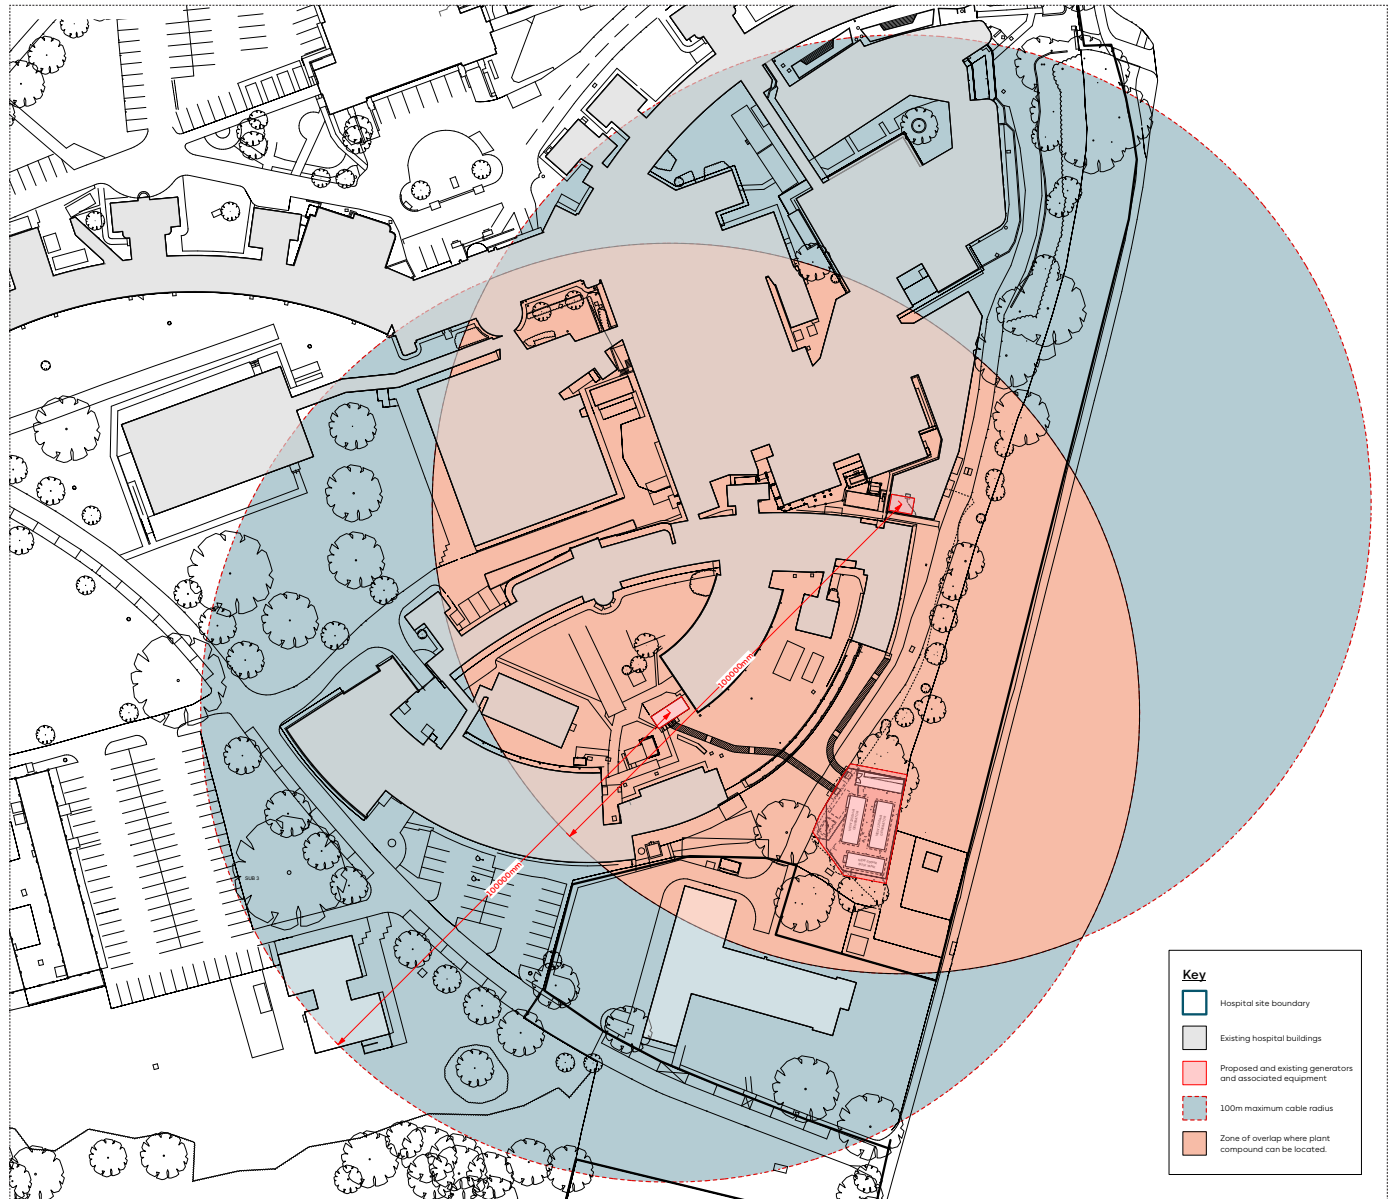 100000mm
100000mm
SUB 3
Key
Hospital site boundary
Existing hospital buildings
Proposed and existing generators
and associated equipment
100m maximum cable radius
Zone of overlap where plant
compound can be located.